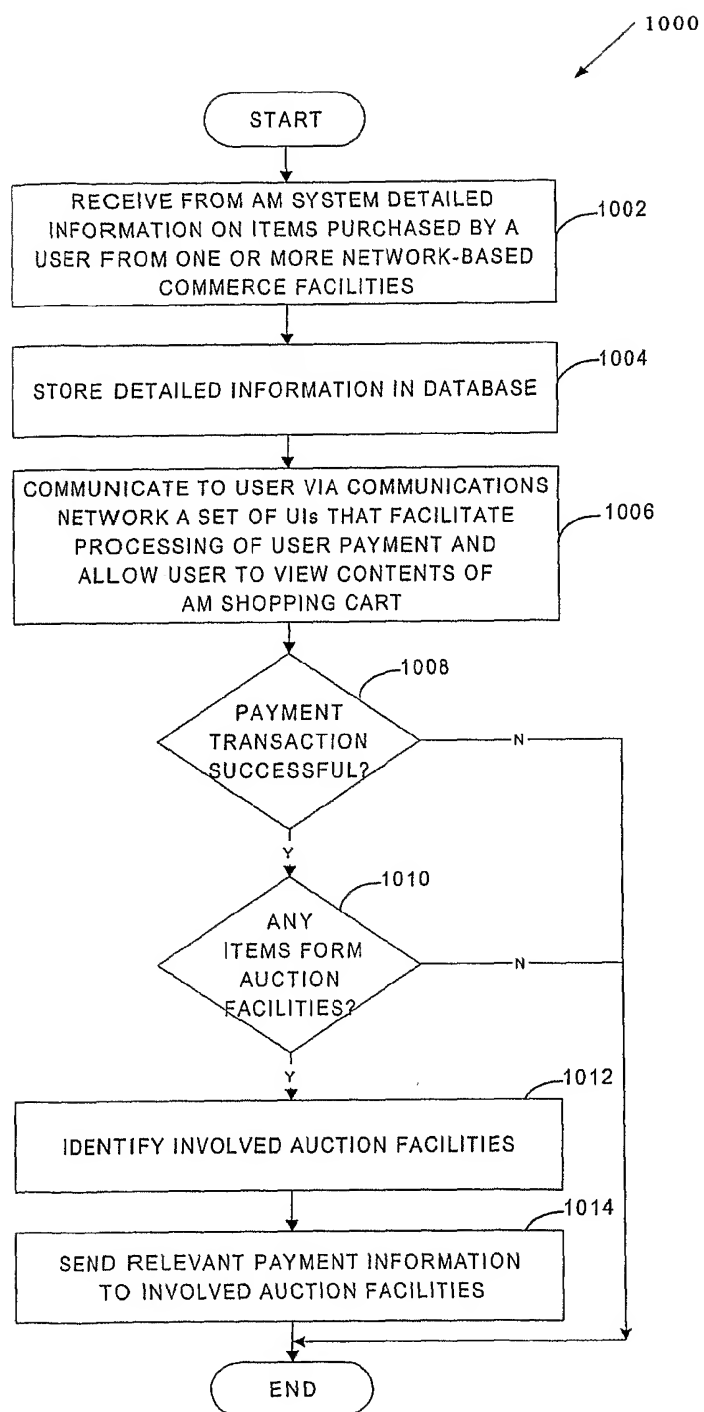 1000
START
RECEIVE FROM AM SYSTEM DETAILED
INFORMATION ON ITEMS PURCHASED BY A
USER FROM ONE OR MORE NETWORK-BASED
COMMERCE FACILITIES
1002
STORE DETAILED INFORMATION IN DATABASE
1004
COMMUNICATE TO USER VIA COMMUNICATIONS
NETWORK A SET OF UIs THAT FACILITATE
PROCESSING OF USER PAYMENT AND
ALLOW USER TO VIEW CONTENTS OF
AM SHOPPING CART
1006
PAYMENT
TRANSACTION
SUCCESSFUL?
1008
N
Y
ANY
ITEMS FORM
AUCTION
FACILITIES?
1010
N
Y
IDENTIFY INVOLVED AUCTION FACILITIES
1012
SEND RELEVANT PAYMENT INFORMATION
TO INVOLVED AUCTION FACILITIES
1014
END